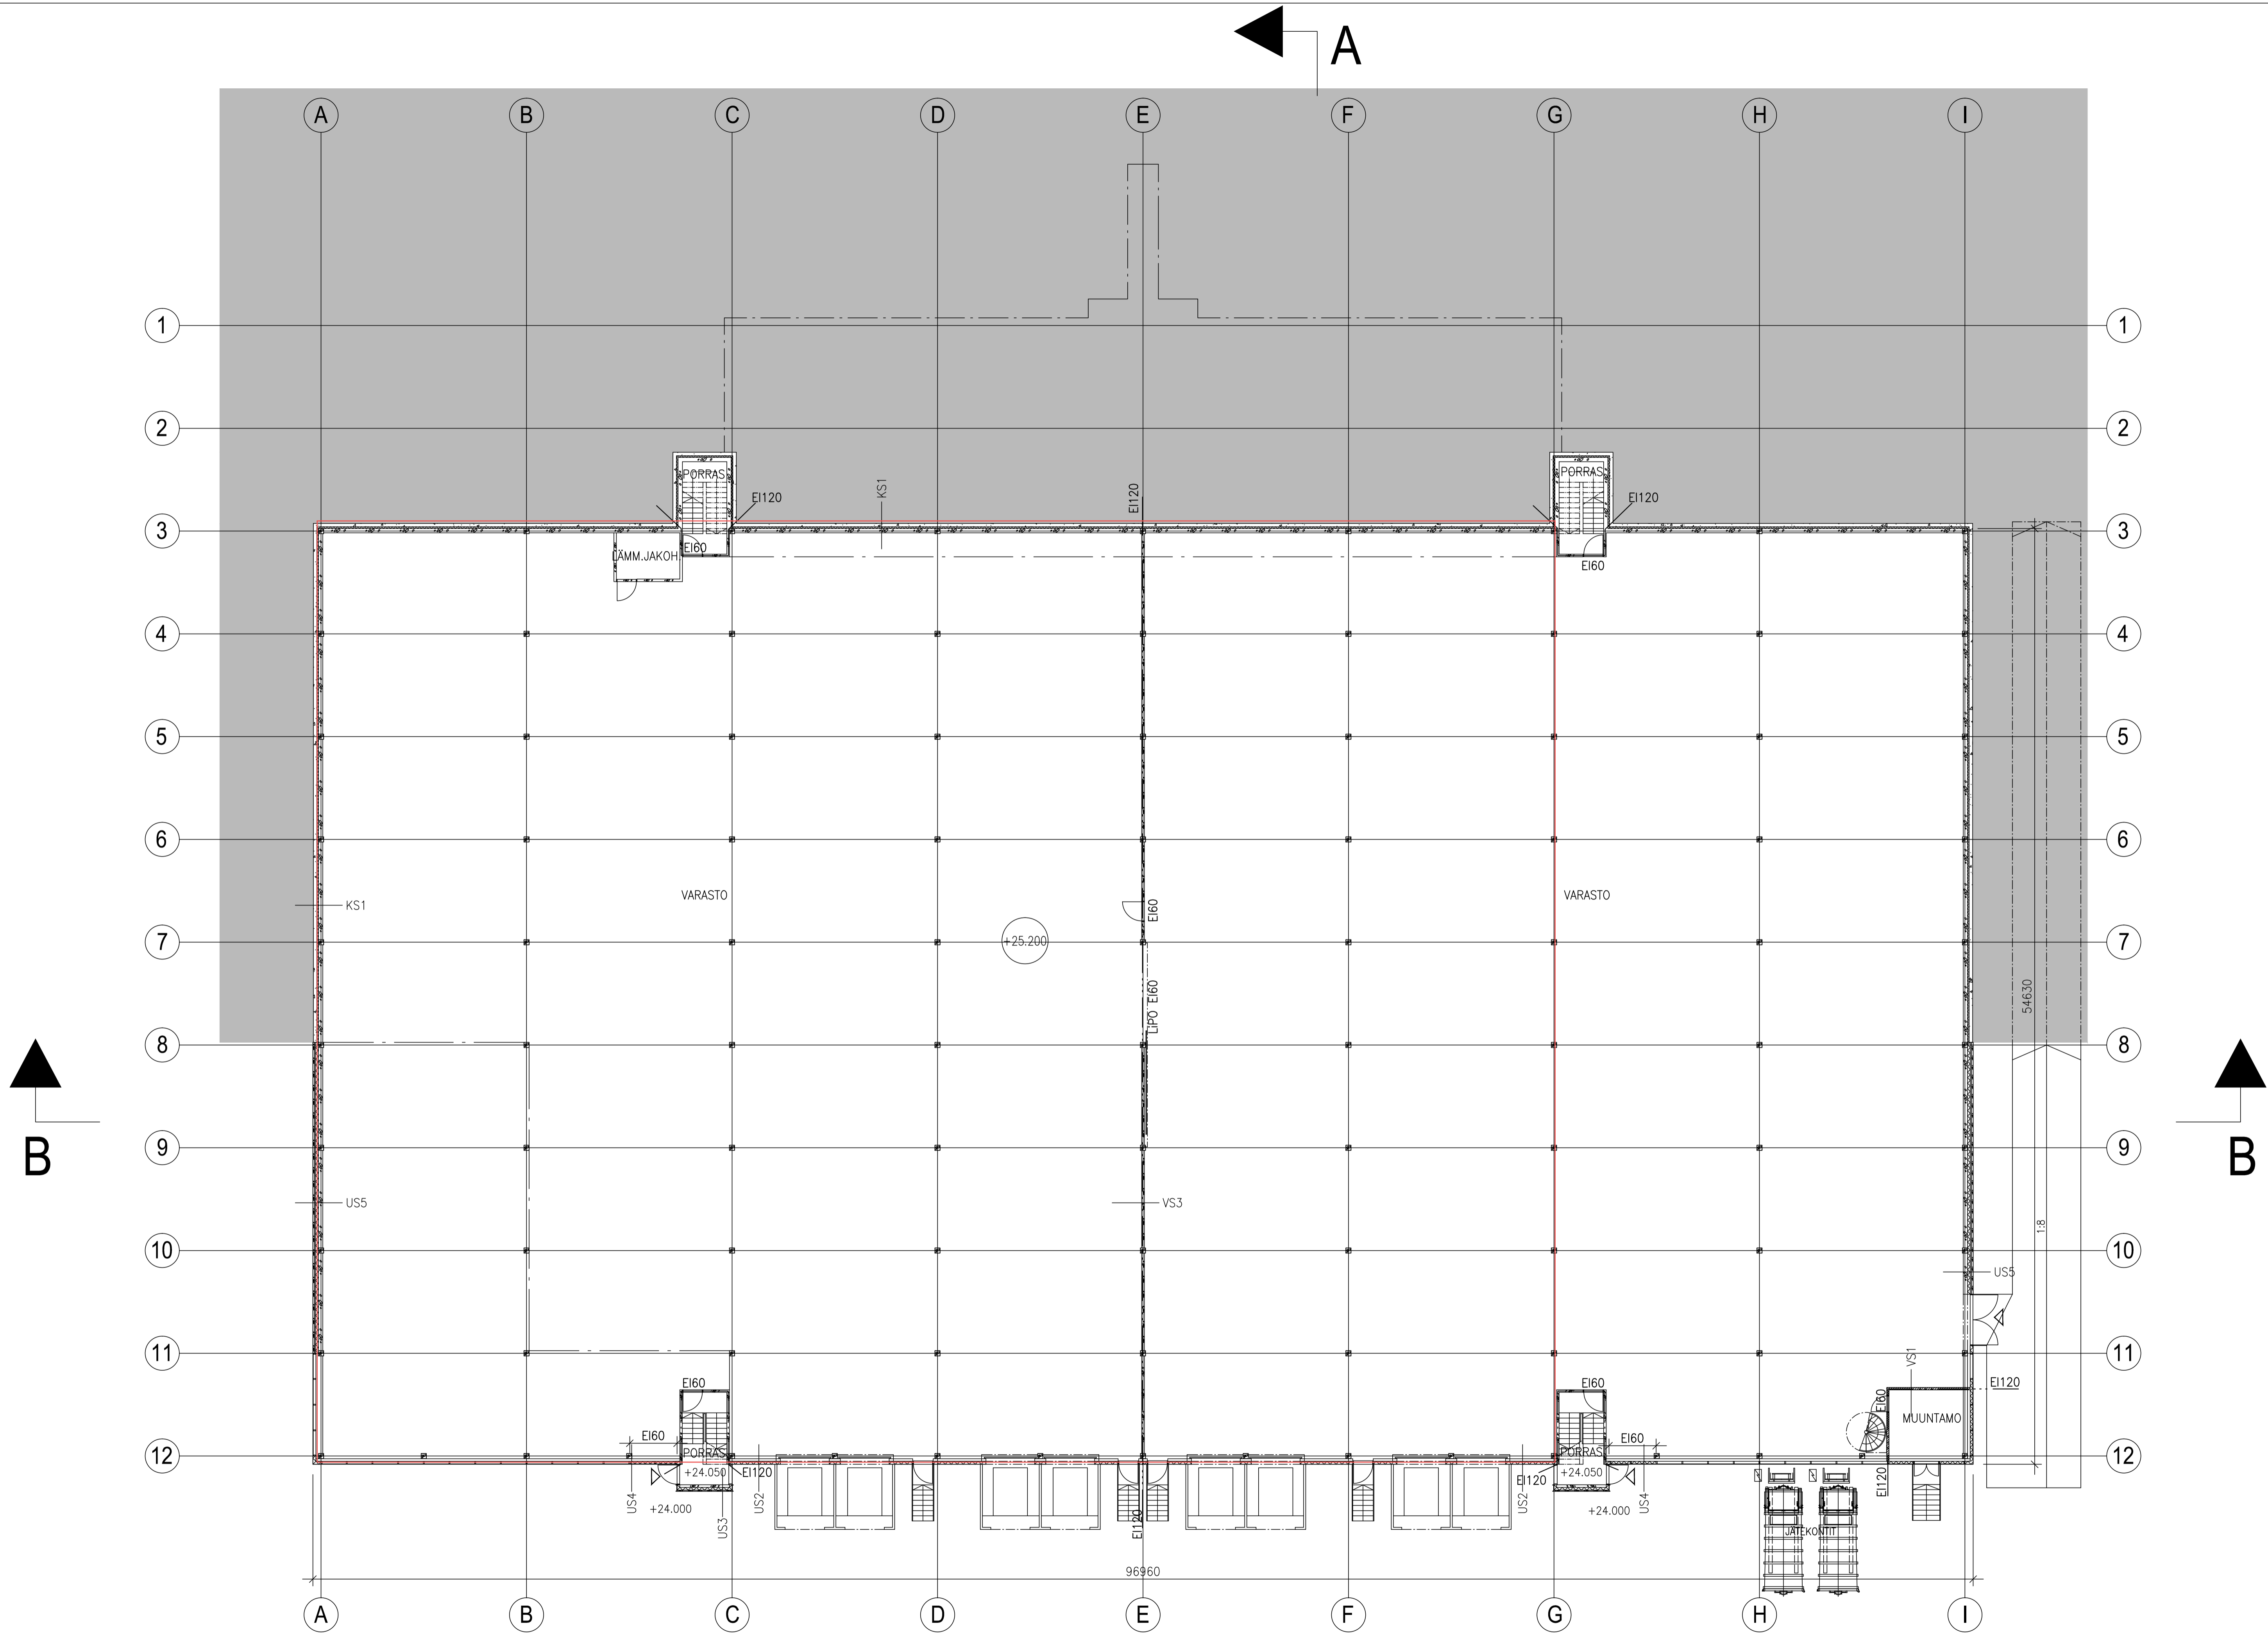 A
A B C D E F G H I
1 1
2 2
PORRAS PORRAS
EI120 KS1 EI120 EI120
3 3
EI60
LÄMM.JAKOH. EI60
4 4
5 5
6 6
VARASTO VARASTO
KS1 EI60
7 +25.200 7
LiPO EI60 54630
8 8
B B
9 9
US5 VS3
10 1:8 10
US5
11 VS1 11
EI60 EI60 EI60 EI120
MUUNTAMO
EI60 EI60
12 PORRAS PORRAS 12
+24.050 EI120 EI120 +24.050 EI120
US4 +24.000 US3 US2 EI120 US2 +24.000 US4
JÄTEKONTIT
96960
A B C D E F G H I